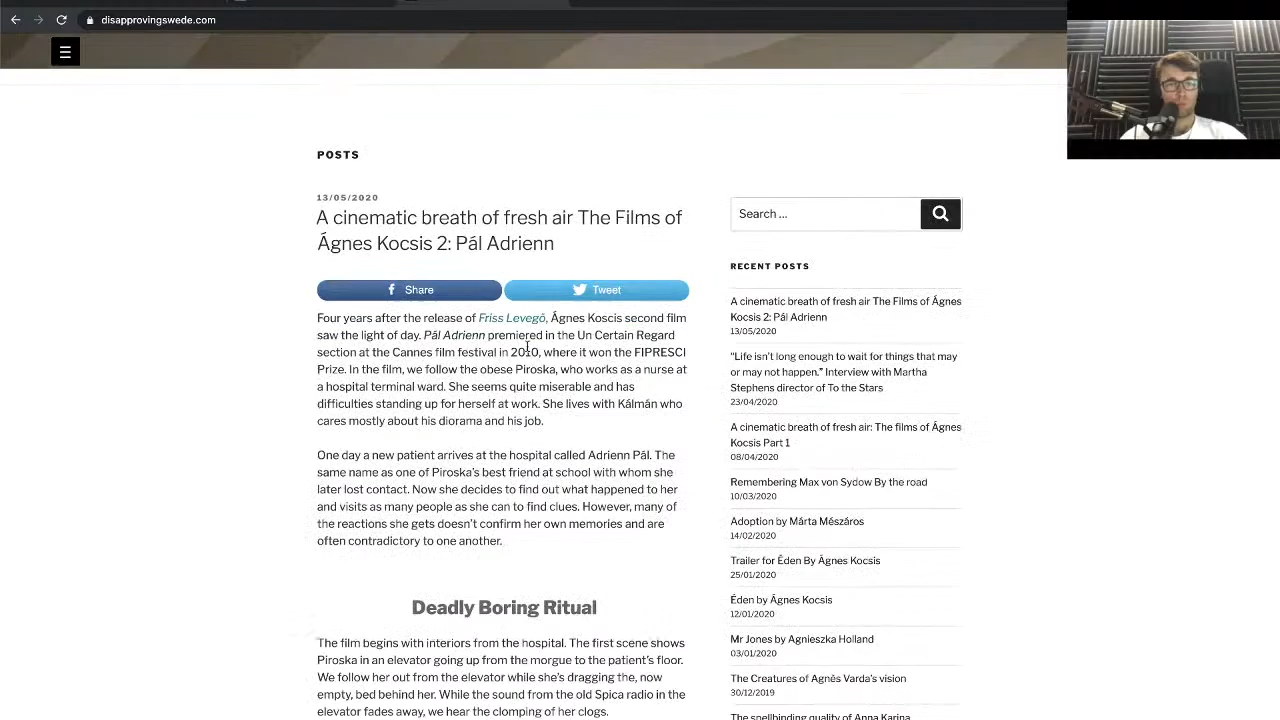 disapprovingswede.com
POSTS
13/05/2020
A cinematic breath of fresh air The Films of
Ágnes Kocsis 2: Pál Adrienn
Share
Tweet
Four years after the release of Friss Levegő, Ágnes Koscis second film
saw the light of day. Pál Adrienn premiered in the Un Certain Regard
section at the Cannes film festival in 2010, where it won the FIPRESCI
Prize. In the film, we follow the obese Piroska, who works as a nurse at
a hospital terminal ward. She seems quite miserable and has
difficulties standing up for herself at work. She lives with Kálmán who
cares mostly about his diorama and his job.
One day a new patient arrives at the hospital called Adrienn Pál. The
same name as one of Piroska's best friend at school with whom she
later lost contact. Now she decides to find out what happened to her
and visits as many people as she can to find clues. However, many of
the reactions she gets doesn't confirm her own memories and are
often contradictory to one another.
Deadly Boring Ritual
The film begins with interiors from the hospital. The first scene shows
Piroska in an elevator going up from the morgue to the patient's floor.
We follow her out from the elevator while she's dragging the, now
empty, bed behind her. While the sound from the old Spica radio in the
elevator fades away, we hear the clomping of her clogs.
Search ...
RECENT POSTS
A cinematic breath of fresh air The Films of Ágnes
Kocsis 2: Pál Adrienn
13/05/2020
"Life isn't long enough to wait for things that may
or may not happen." Interview with Martha
Stephens director of To the Stars
23/04/2020
A cinematic breath of fresh air: The films of Ágnes
Kocsis Part 1
08/04/2020
Remembering Max von Sydow By the road
10/03/2020
Adoption by Márta Mészáros
14/02/2020
Trailer for Éden By Ágnes Kocsis
25/01/2020
Éden by Ágnes Kocsis
12/01/2020
Mr Jones by Agnieszka Holland
03/01/2020
The Creatures of Agnès Varda's vision
30/12/2019
The spellbinding quality of Anna Karina